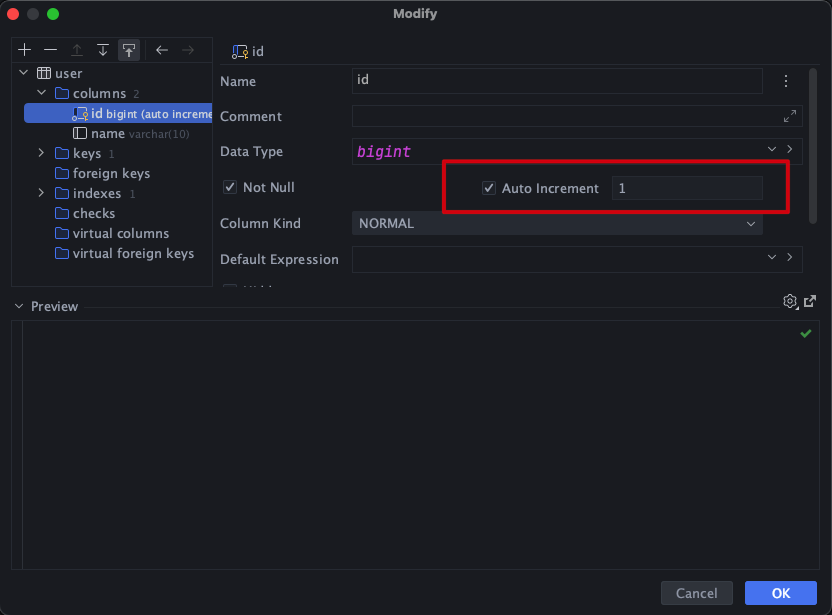 Modify
user
columns 2
id bigint (auto increme
name varchar(10)
keys 1
foreign keys
indexes 1
checks
virtual columns
virtual foreign keys
id
Name id
Comment
Data Type bigint
Not Null Auto Increment 1
Column Kind NORMAL
Default Expression
Preview
Cancel OK